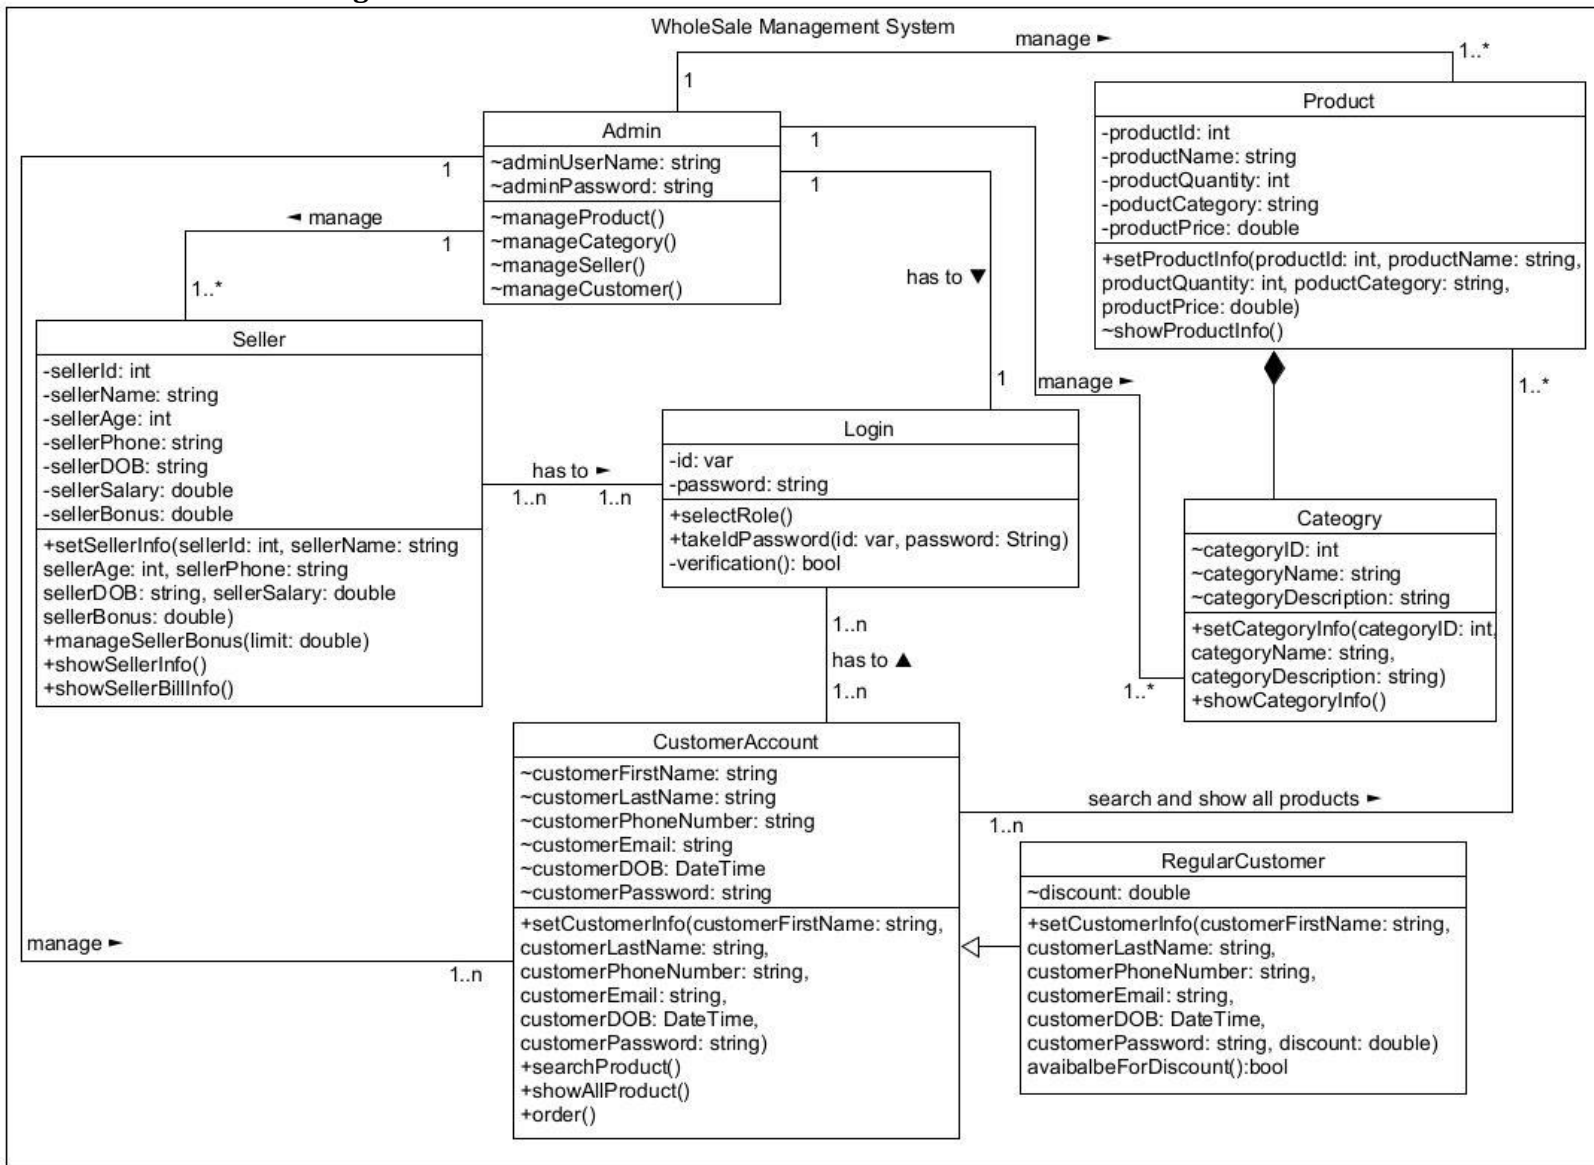 WholeSale Management System
manage ►
1..*
1
Product
-productId: int
-productName: string
-productQuantity: int
-poductCategory: string
-productPrice: double
+setProductInfo(productId: int, productName: string,
productQuantity: int, poductCategory: string,
productPrice: double)
~showProductInfo()
Admin
~adminUserName: string
~adminPassword: string
~manageProduct()
~manageCategory()
~manageSeller()
~manageCustomer()
1
1
1
◄ manage
1
1..*
has to ▼
1
manage ►
1..*
Seller
-sellerId: int
-sellerName: string
-sellerAge: int
-sellerPhone: string
-sellerDOB: string
-sellerSalary: double
-sellerBonus: double
+setSellerInfo(sellerId: int, sellerName: string
sellerAge: int, sellerPhone: string
sellerDOB: string, sellerSalary: double
sellerBonus: double)
+manageSellerBonus(limit: double)
+showSellerInfo()
+showSellerBillInfo()
has to ►
1..n
1..n
Login
-id: var
-password: string
+selectRole()
+takeIdPassword(id: var, password: String)
-verification(): bool
Cateogry
~categoryID: int
~categoryName: string
~categoryDescription: string
+setCategoryInfo(categoryID: int,
categoryName: string,
categoryDescription: string)
+showCategoryInfo()
1..n
has to ▲
1..n
1..*
CustomerAccount
~customerFirstName: string
~customerLastName: string
~customerPhoneNumber: string
~customerEmail: string
~customerDOB: DateTime
~customerPassword: string
+setCustomerInfo(customerFirstName: string,
customerLastName: string,
customerPhoneNumber: string,
customerEmail: string,
customerDOB: DateTime,
customerPassword: string)
+searchProduct()
+showAllProduct()
+order()
search and show all products ►
1..n
RegularCustomer
~discount: double
+setCustomerInfo(customerFirstName: string,
customerLastName: string,
customerPhoneNumber: string,
customerEmail: string,
customerDOB: DateTime,
customerPassword: string, discount: double)
avaibalbeForDiscount():bool
manage ►
1..n